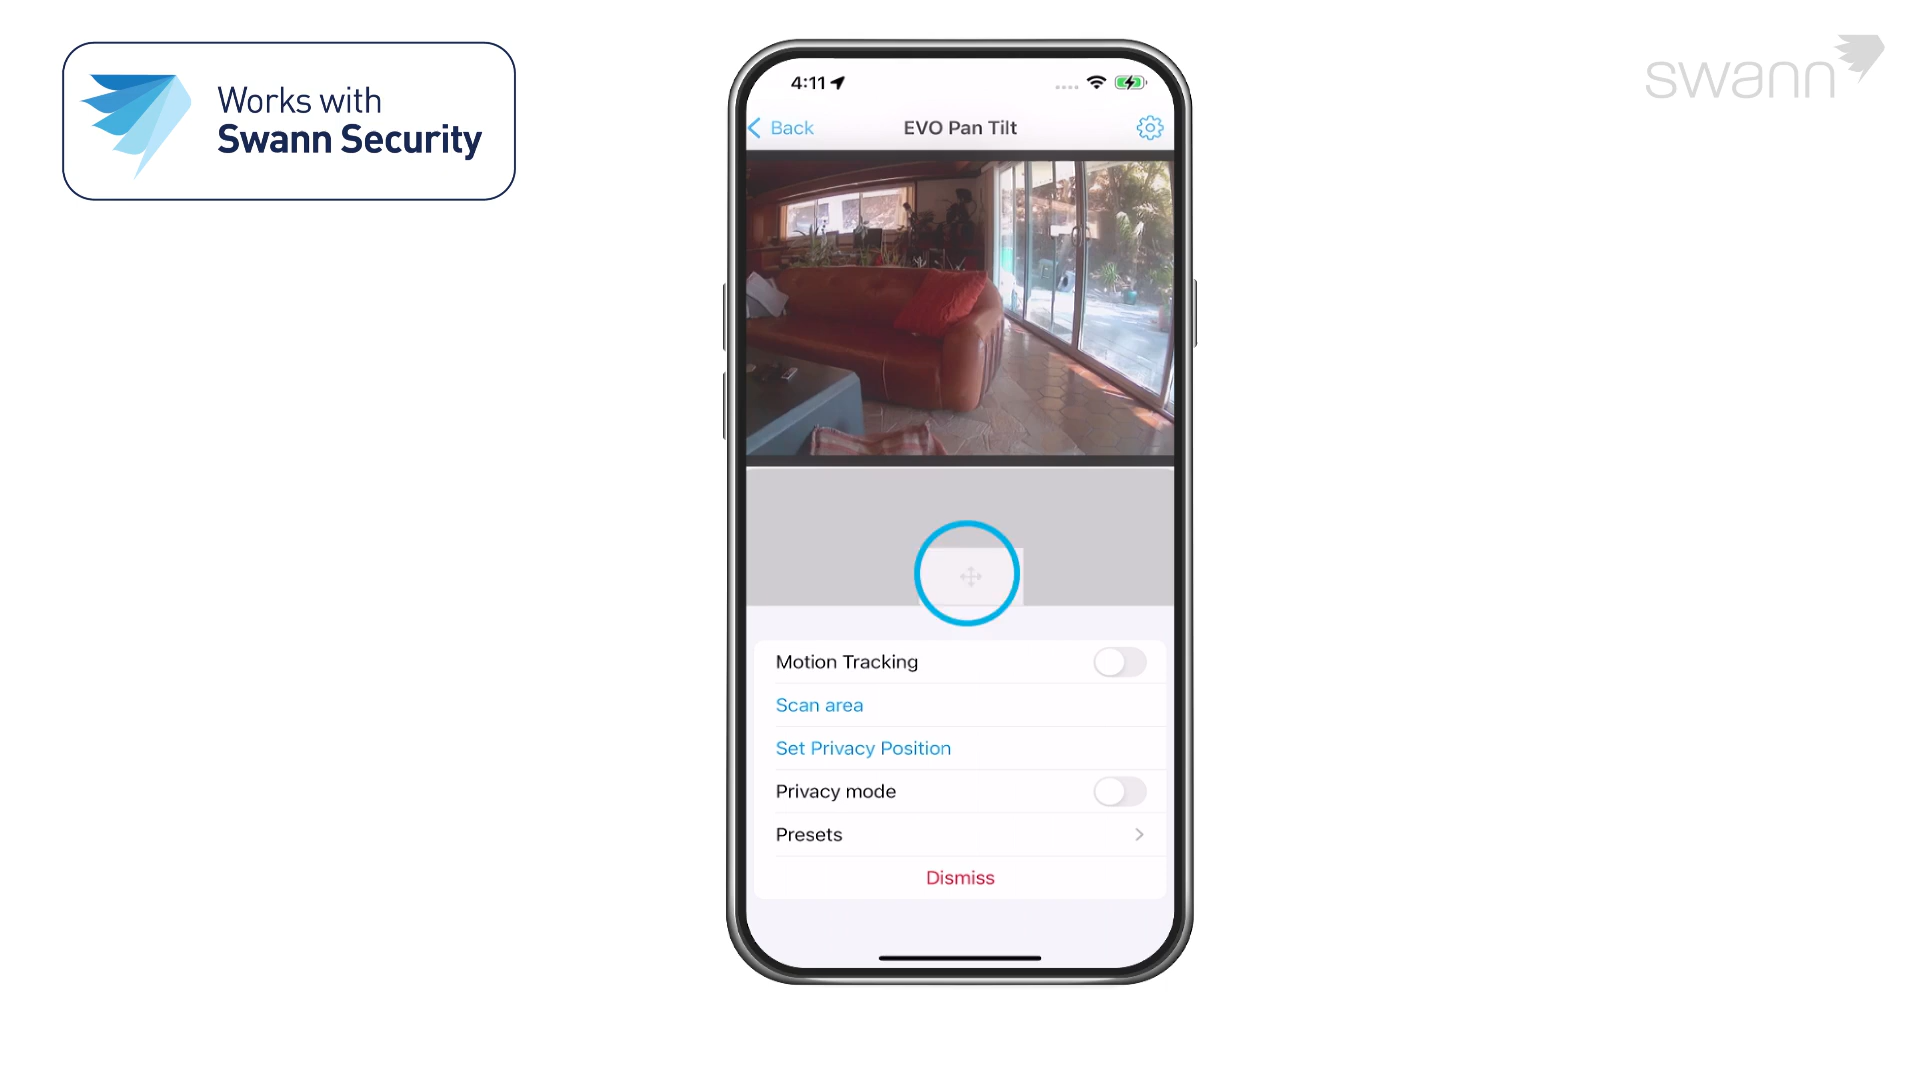 Works with
Swann Security
swann
4:11
Back
EVO Pan Tilt
Motion Tracking
Scan area
Set Privacy Position
Privacy mode
Presets
Dismiss